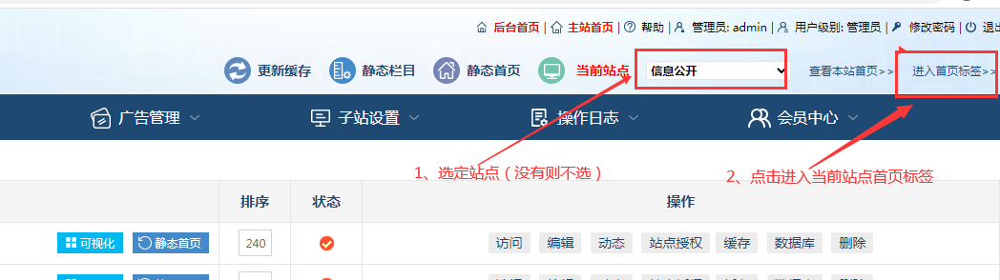 后台首页 | 主站首页 | 帮助 | 管理员: admin | 用户级别: 管理员 | 修改密码 | 退出
更新缓存 静态栏目 静态首页 当前站点 信息公开 查看本站首页>> 进入首页标签>>
广告管理 子站设置 操作日志 会员中心
1、选定站点（没有则不选）
2、点击进入当前站点首页标签
排序 状态 操作
可视化 静态首页 240 访问 编辑 动态 站点授权 缓存 数据库 删除